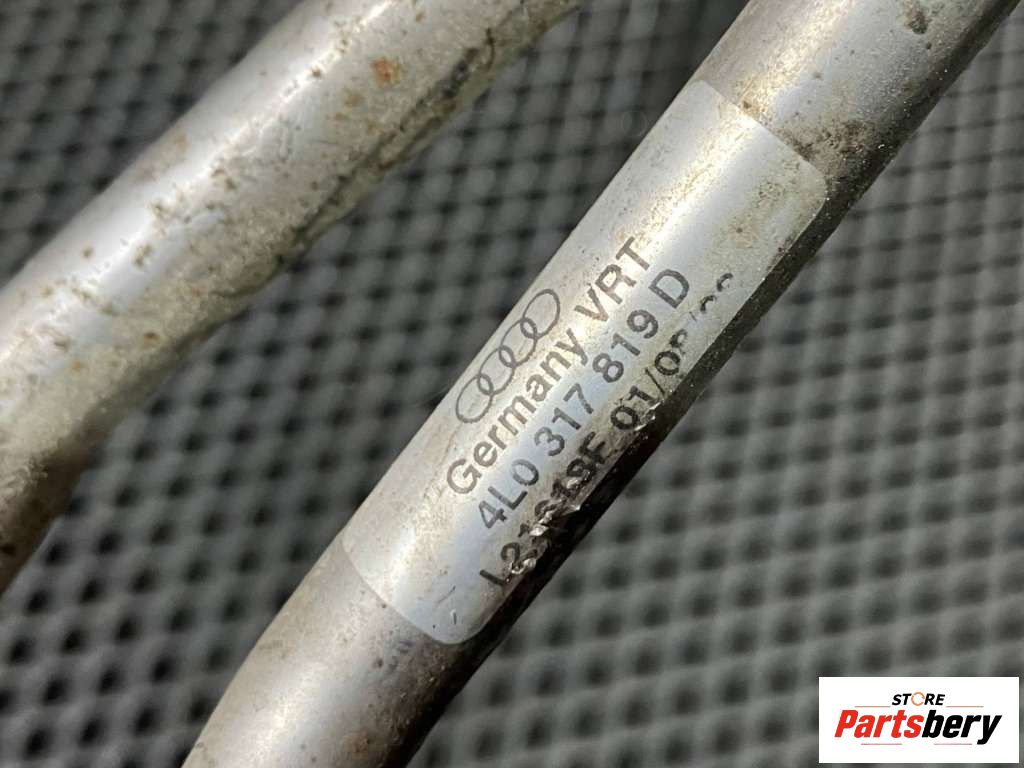 Germany VRT
4L0 317 819 D
STORE
Partsbery